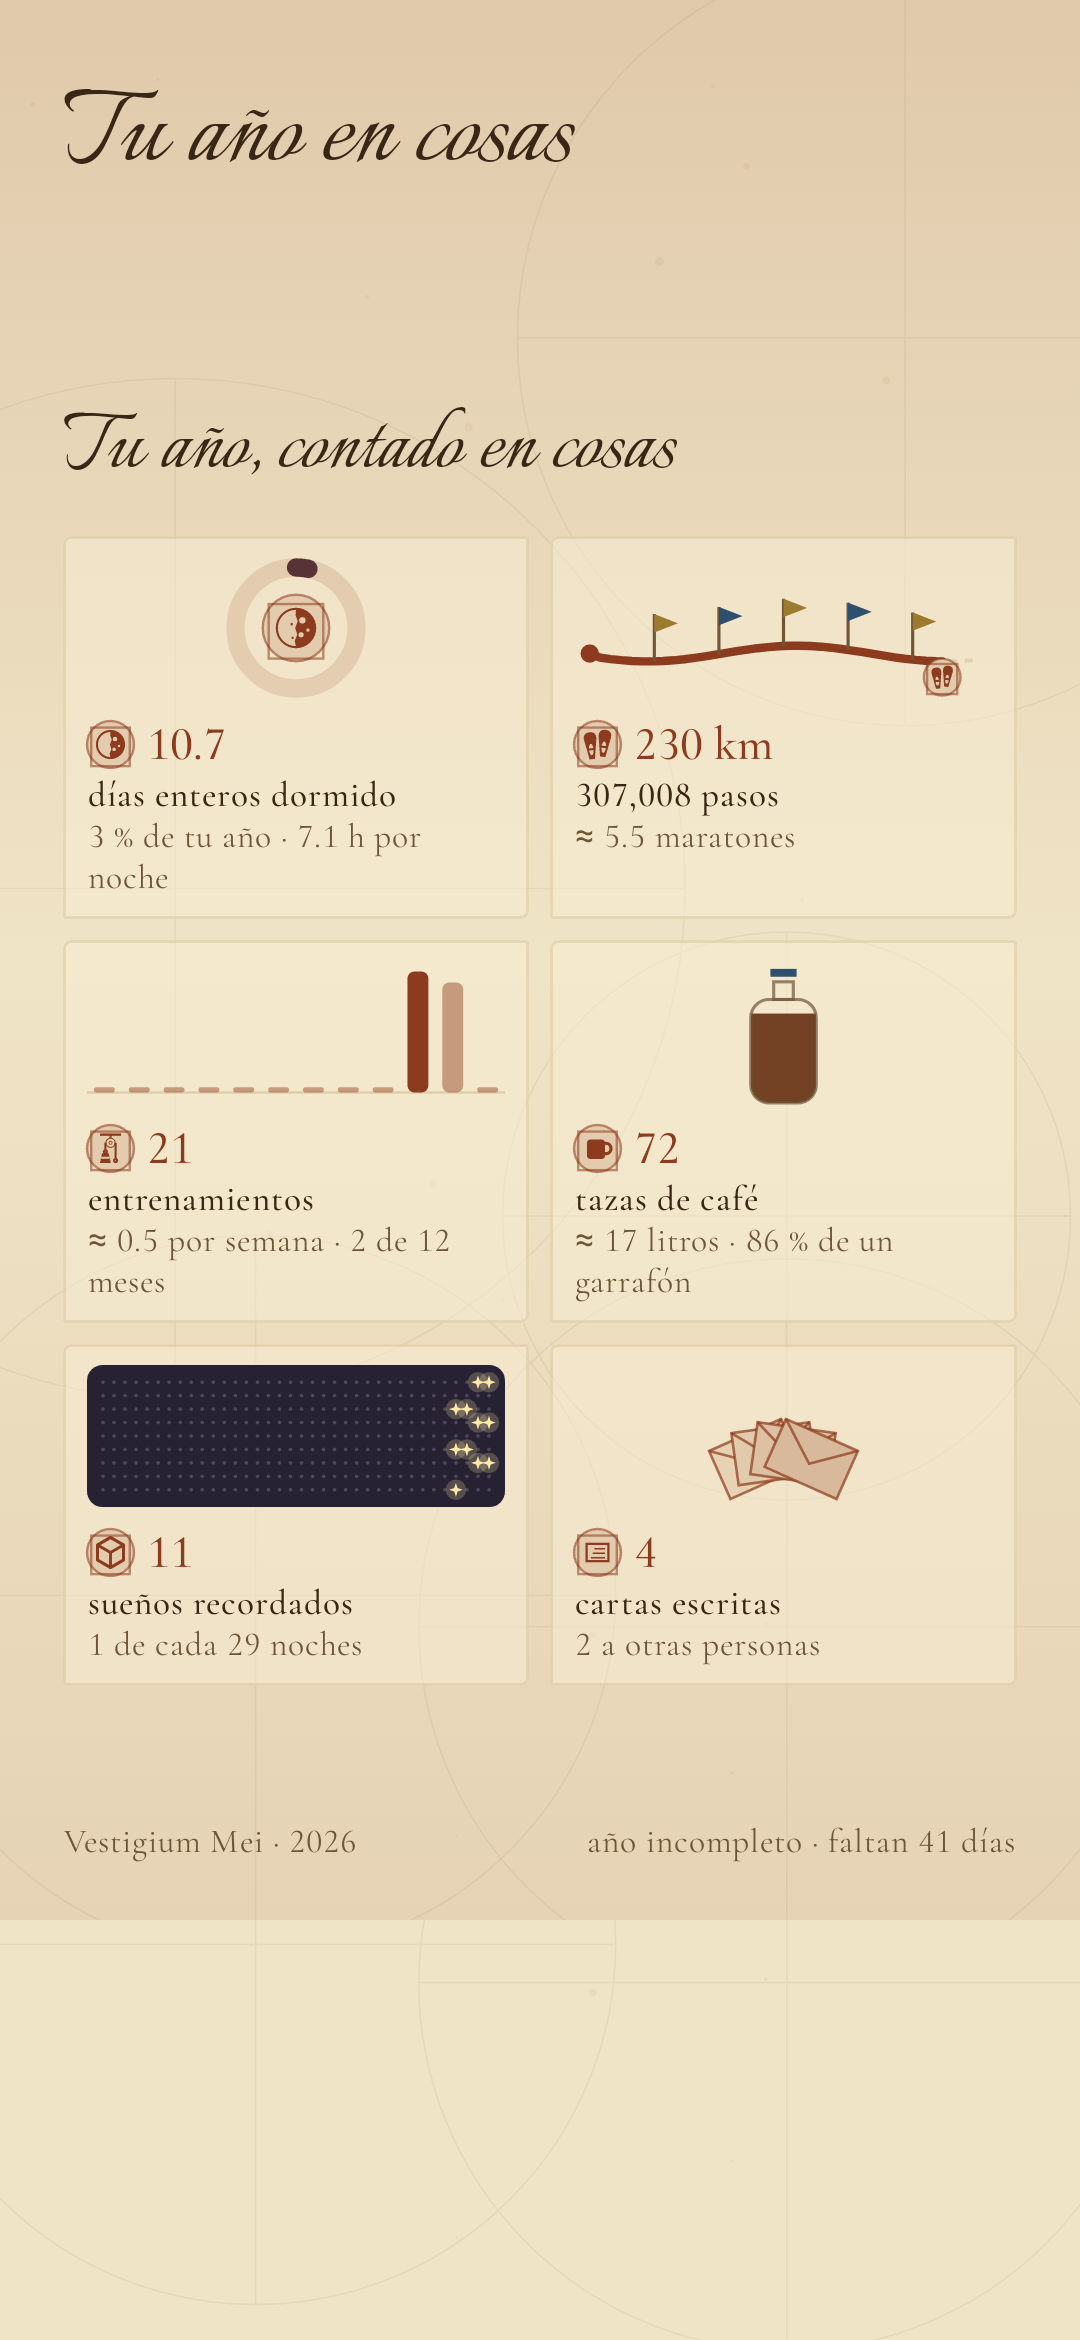 Tu año en cosas
Tu año, contado en cosas
10.7
días enteros dormido
3 % de tu año · 7.1 h por
noche
230 km
307,008 pasos
≈ 5.5 maratones
21
entrenamientos
≈ 0.5 por semana · 2 de 12
meses
72
tazas de café
≈ 17 litros · 86 % de un
garrafón
11
sueños recordados
1 de cada 29 noches
4
cartas escritas
2 a otras personas
Vestigium Mei · 2026
año incompleto · faltan 41 días